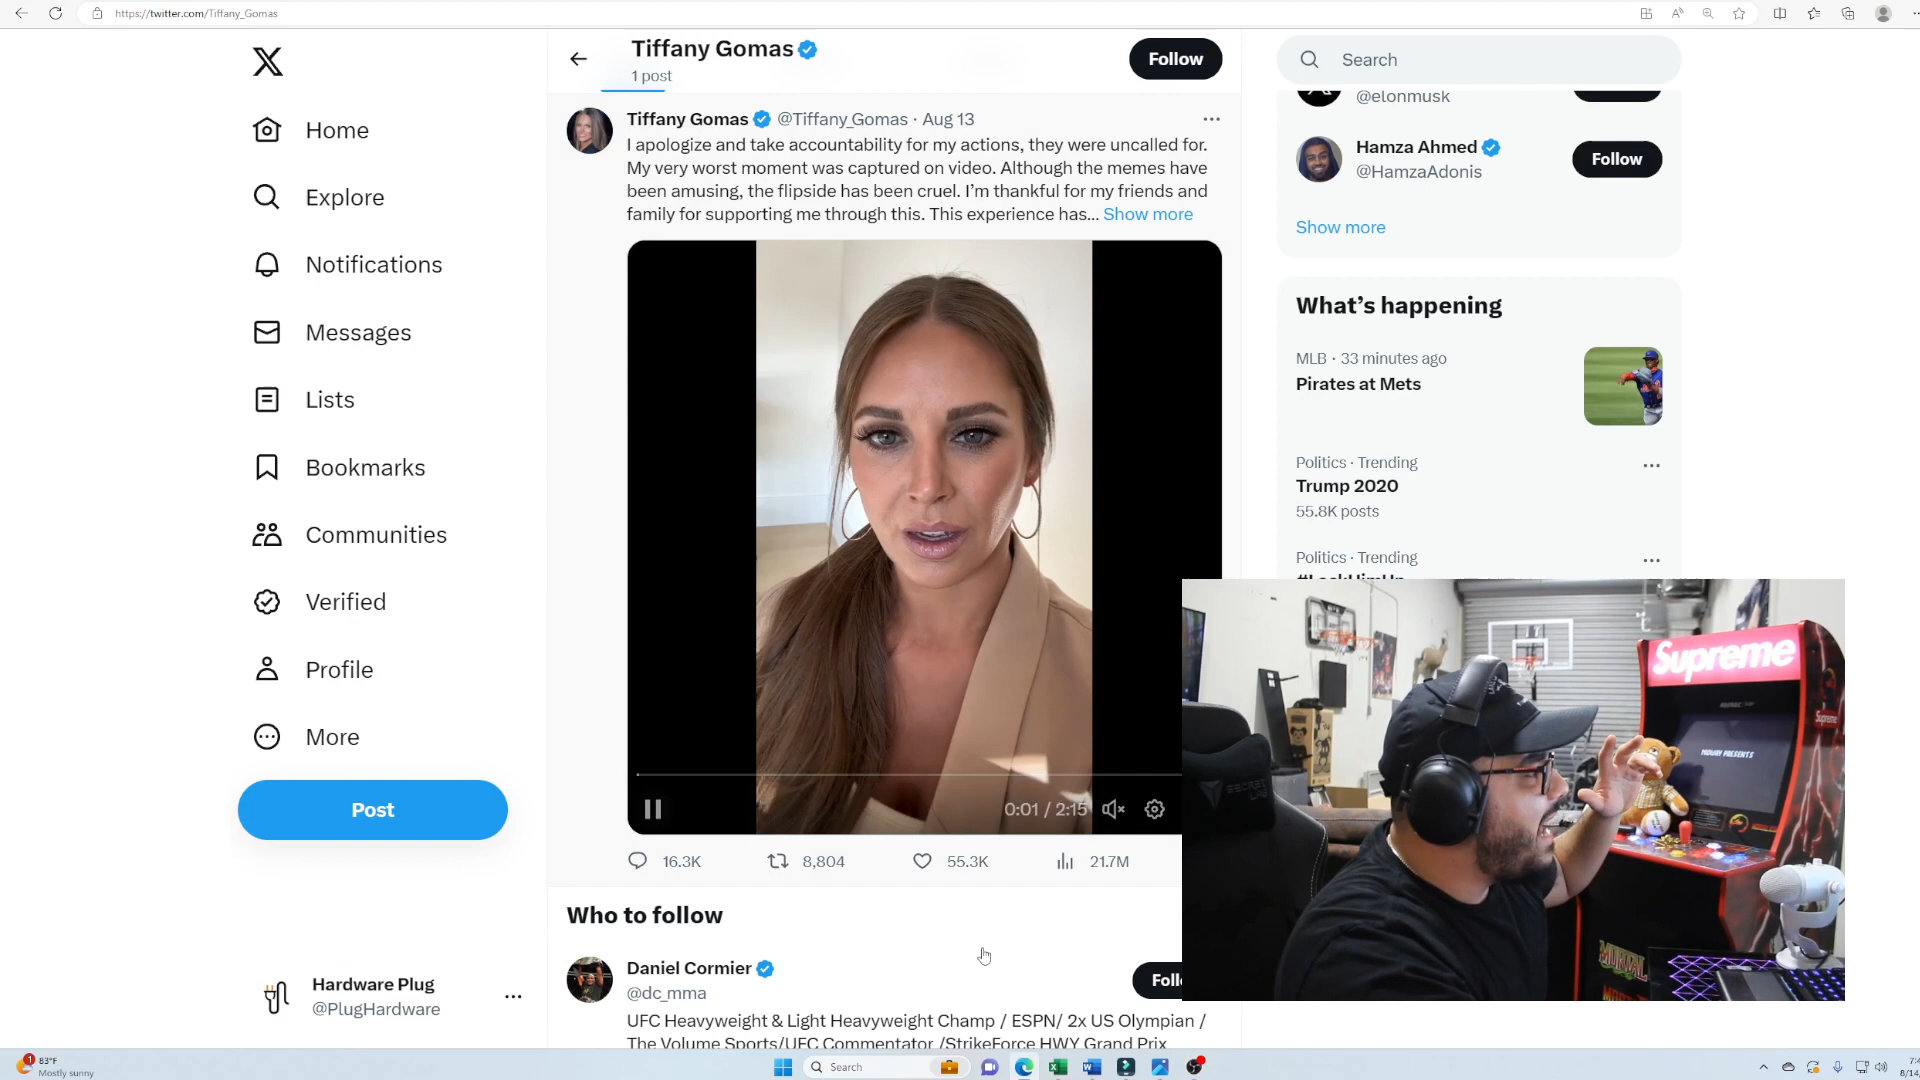 https://twitter.com/Tiffany_Gomas
Tiffany Gomas
1 post
Follow
Search
@elonmusk
Hamza Ahmed
@HamzaAdonis
Follow
Show more
Home
Explore
Notifications
Messages
Lists
Bookmarks
Communities
Verified
Profile
More
Post
Hardware Plug
@PlugHardware
Tiffany Gomas @Tiffany_Gomas · Aug 13
I apologize and take accountability for my actions, they were uncalled for.
My very worst moment was captured on video. Although the memes have
been amusing, the flipside has been cruel. I'm thankful for my friends and
family for supporting me through this. This experience has... Show more
0:01 / 2:15
16.3K 8,804 55.3K 21.7M
Who to follow
Daniel Cormier
@dc_mma
UFC Heavyweight & Light Heavyweight Champ / ESPN/ 2x US Olympian /
The Volume Sports/UFC Commentator /StrikeForce HWY Grand Prix
What's happening
MLB · 33 minutes ago
Pirates at Mets
Politics · Trending
Trump 2020
55.8K posts
Politics · Trending
Supreme
MORTAL
83°F
Mostly sunny
Search